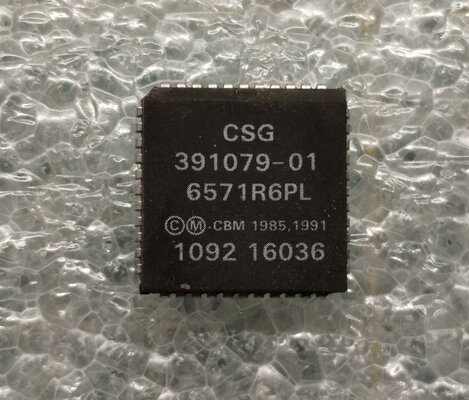 CSG
391079-01
6571R6PL
Ⓒ Ⓜ-CBM 1985,1991
1092 16036